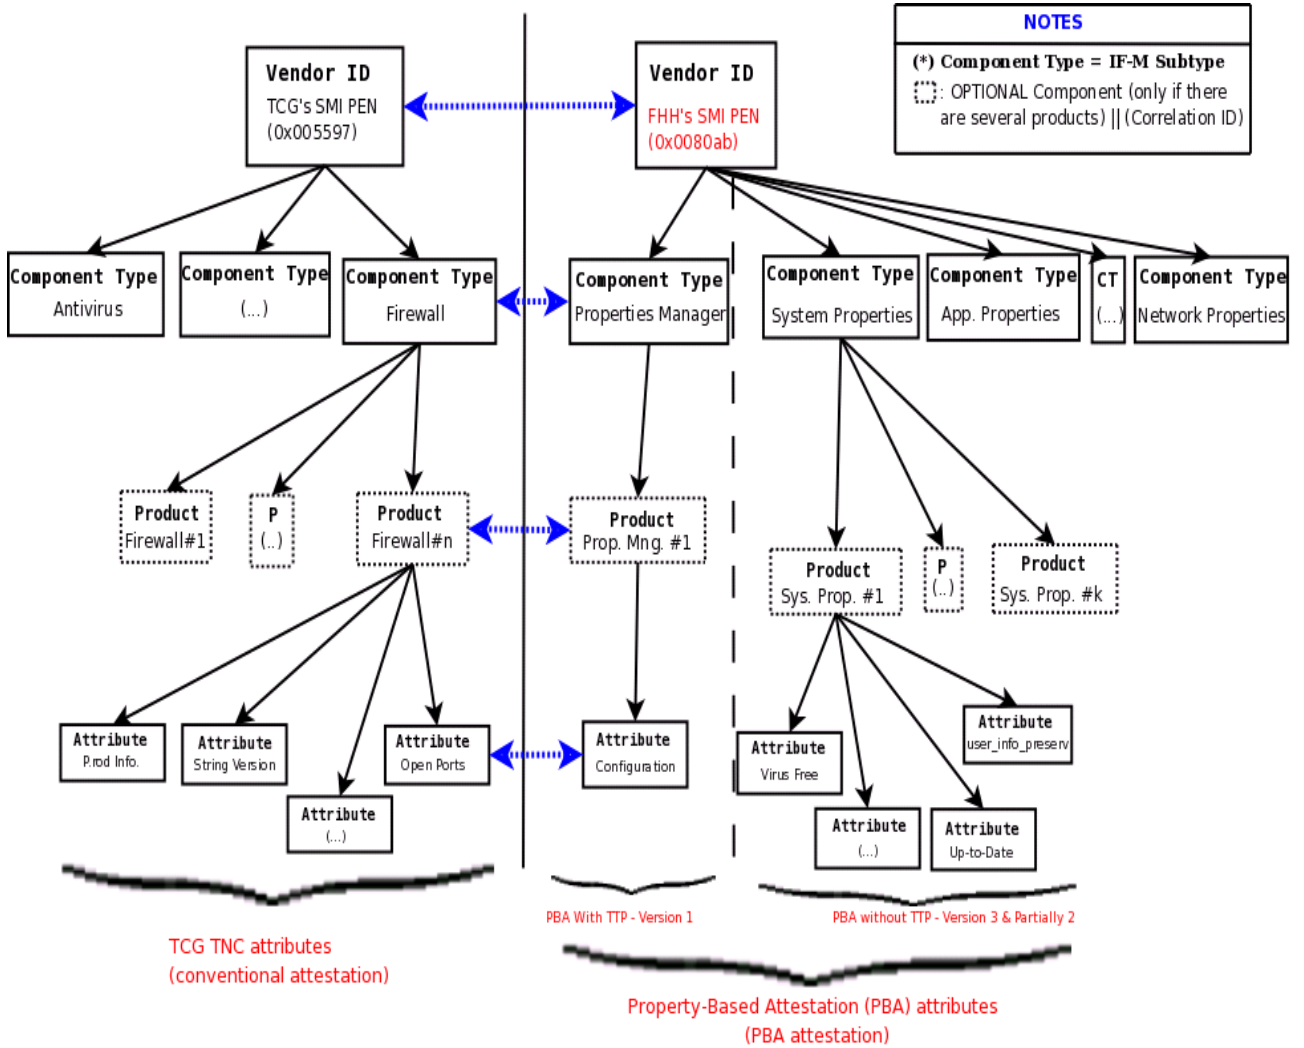 NOTES
(*) Component Type = IF-M Subtype
: OPTIONAL Component (only if there
are several products) || (Correlation ID)
Vendor ID
TCG's SMI PEN
(0x005597)
Vendor ID
FHH's SMI PEN
(0x0080ab)
Component Type
Antivirus
Component Type
(...)
Component Type
Firewall
Component Type
Properties Manager
Component Type
System Properties
Component Type
App. Properties
CT
(...)
Component Type
Network Properties
Product
Firewall#1
P
(..)
Product
Firewall#n
Product
Prop. Mng. #1
Product
Sys. Prop. #1
P
(..)
Product
Sys. Prop. #k
Attribute
P.rod Info.
Attribute
String Version
Attribute
(...)
Attribute
Open Ports
Attribute
Configuration
Attribute
Virus Free
Attribute
(...)
Attribute
Up-to-Date
Attribute
user_info_preserv
TCG TNC attributes
(conventional attestation)
PBA With TTP - Version 1
PBA without TTP - Version 3 & Partially 2
Property-Based Attestation (PBA) attributes
(PBA attestation)